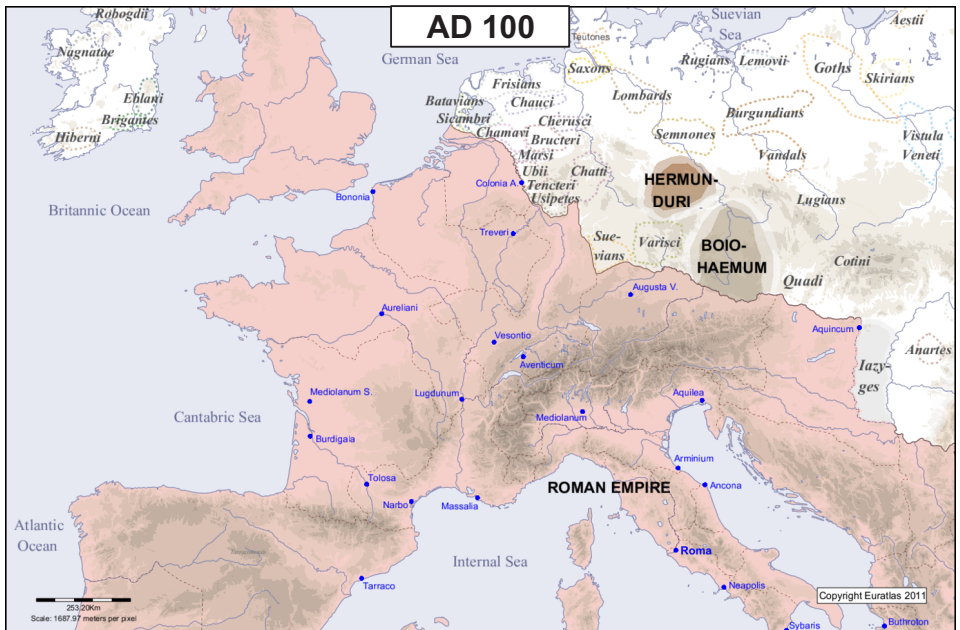 AD 100
Robogdii
Nagnatae
Eblani
Brigantes
Hiberni
German Sea
Suevian
Sea
Aestii
Teutones
Saxons
Rugians
Lemovii
Goths
Skirians
Frisians
Chauci
Lombards
Batavians
Sicambri
Chamavi
Cherusci
Bructeri
Marsi
Ubii
Tencteri
Usipetes
Chatti
Semnones
Burgundians
Vandals
Vistula
Veneti
Lugians
HERMUN-
DURI
BOIO-
HAEMUM
Sue-
vians
Varisci
Quadi
Cotini
Anartes
Iazy-
ges
Britannic Ocean
Bononia
Colonia A.
Treveri
Augusta V.
Aureliani
Vesontio
Aventicum
Aquincum
Mediolanum S.
Lugdunum
Mediolanum
Aquilea
Cantabric Sea
Burdigala
Tolosa
Narbo
Massalia
Arminium
Ancona
ROMAN EMPIRE
Atlantic
Ocean
Internal Sea
Roma
Tarraco
Neapolis
Sybaris
Buthroton
253.20Km
Scale: 1687.97 meters per pixel
Copyright Euratlas 2011